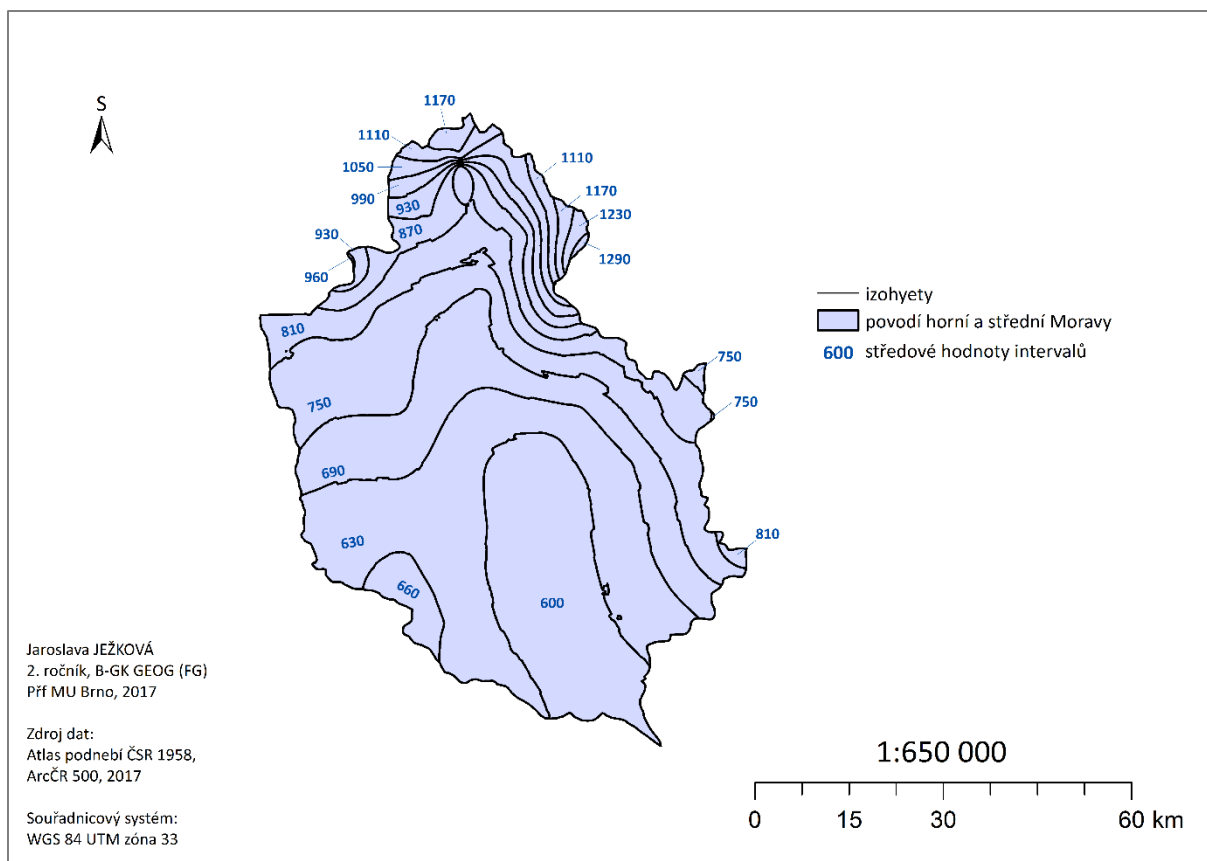 S
1170
1110
1050
990
930
870
930
960
1110
1170
1230
1290
810
750
690
630
660
600
750
750
810
izohyety
povodí horní a střední Moravy
600 středové hodnoty intervalů
Jaroslava JEŽKOVÁ
2. ročník, B-GK GEOG (FG)
Přf MU Brno, 2017
Zdroj dat:
Atlas podnebí ČSR 1958,
ArcČR 500, 2017
Souřadnicový systém:
WGS 84 UTM zóna 33
1:650 000
0 15 30 60 km